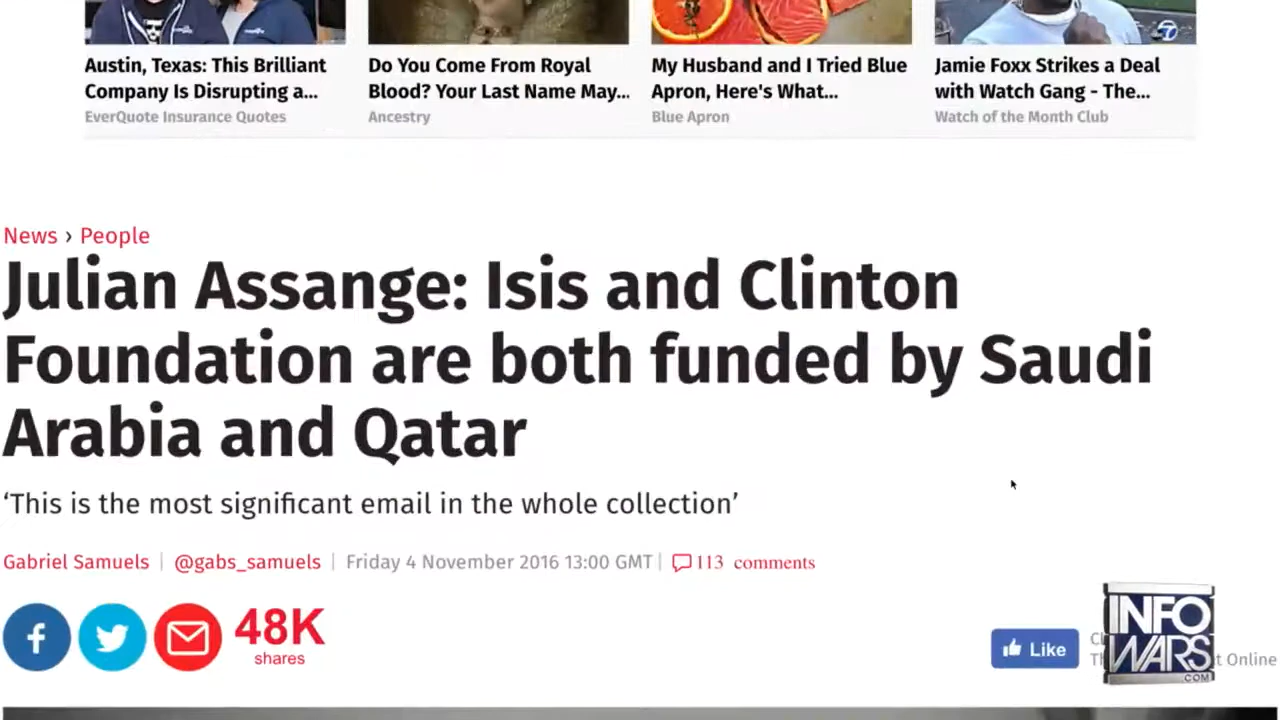 Austin, Texas: This Brilliant
Company Is Disrupting a...
EverQuote Insurance Quotes
Do You Come From Royal
Blood? Your Last Name May...
Ancestry
My Husband and I Tried Blue
Apron, Here's What...
Blue Apron
Jamie Foxx Strikes a Deal
with Watch Gang - The...
Watch of the Month Club
News › People
Julian Assange: Isis and Clinton
Foundation are both funded by Saudi
Arabia and Qatar
‘This is the most significant email in the whole collection’
Gabriel Samuels | @gabs_samuels | Friday 4 November 2016 13:00 GMT | 113 comments
48K
shares
Like
Online
INFO
WARS
.COM